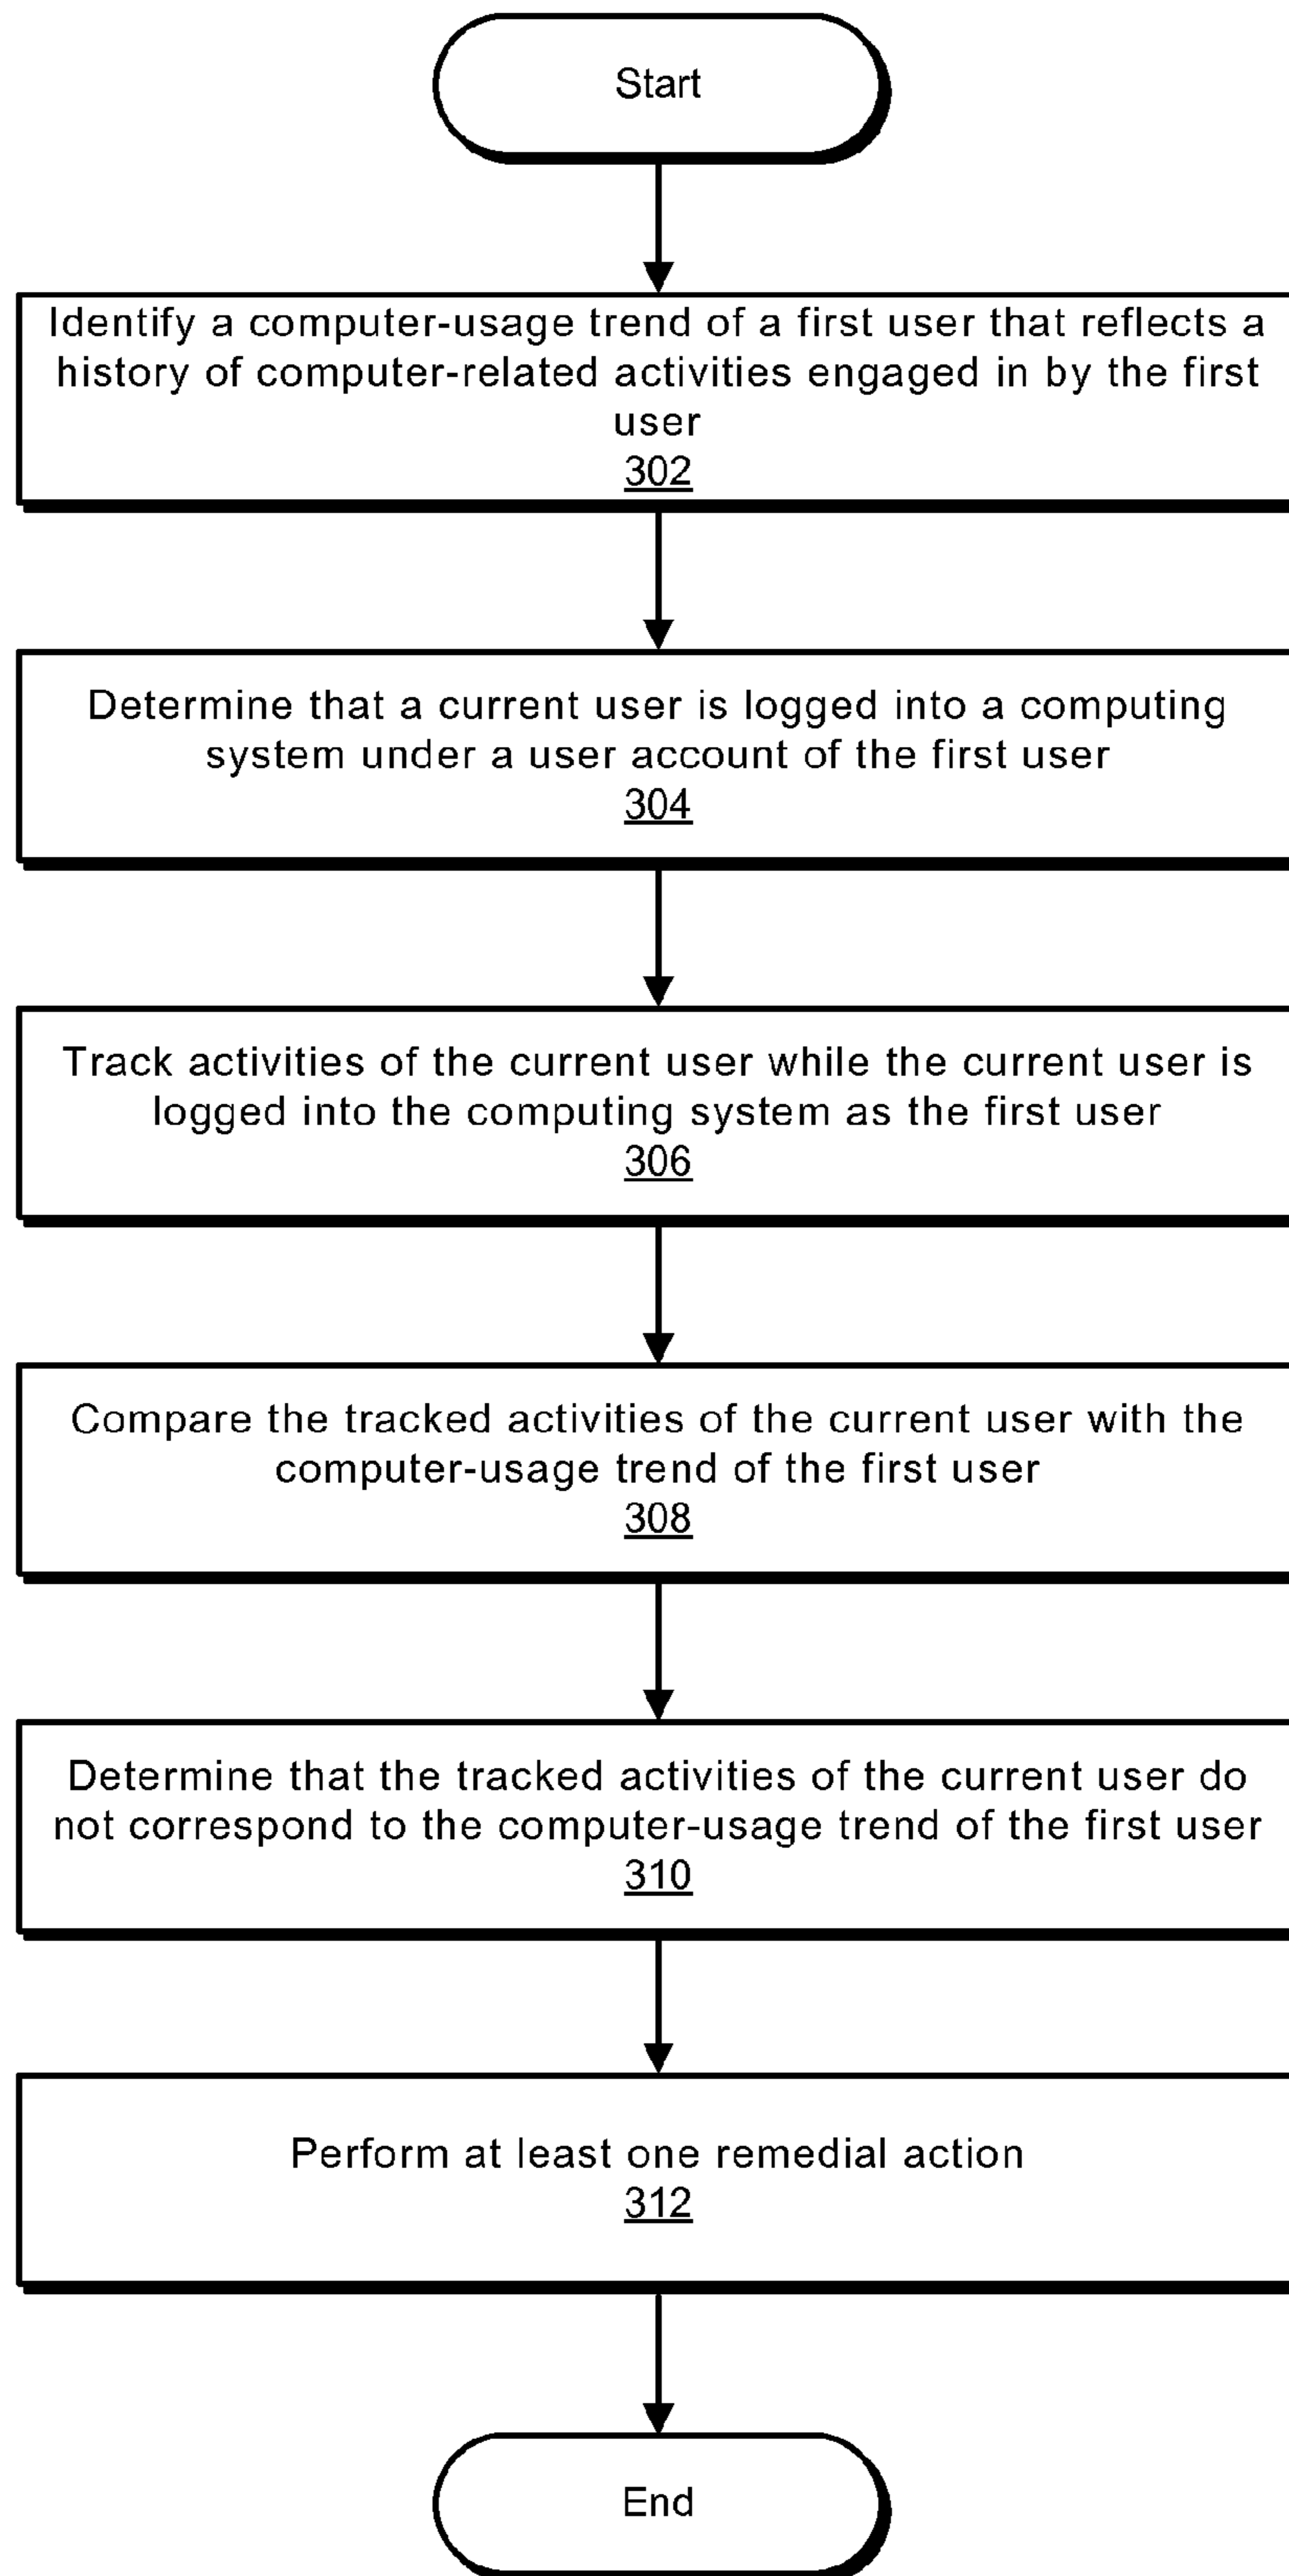 Start
Identify a computer-usage trend of a first user that reflects a
history of computer-related activities engaged in by the first
user
302
Determine that a current user is logged into a computing
system under a user account of the first user
304
Track activities of the current user while the current user is
logged into the computing system as the first user
306
Compare the tracked activities of the current user with the
computer-usage trend of the first user
308
Determine that the tracked activities of the current user do
not correspond to the computer-usage trend of the first user
310
Perform at least one remedial action
312
End